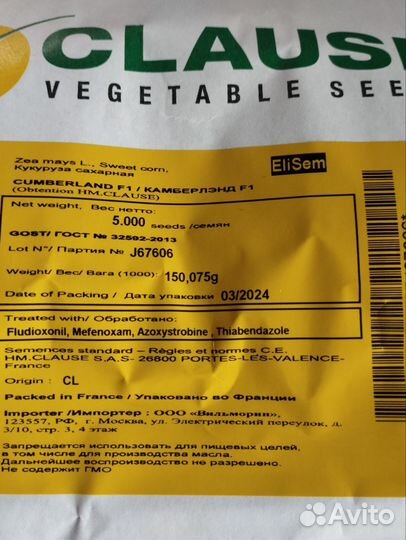 CLAUSE
VEGETABLE SEE
Zea mays L., Sweet corn.
Кукуруза сахарная
EliSem
CUMBERLAND F1 / КАМБЕРЛЭНД F1
(Obtention HM.CLAUSE)
Net weight, Вес нетто:
5.000 seeds /семян
GOST/ ГОСТ № 32592-2013
Lot N°/ Партия № J67606
Weight/ Вес/ Вага (1000): 150,075g
Date of Packing / Дата упаковки 03/2024
Treated with/ Обработано:
Fludioxonil, Mefenoxam, Azoxystrobine , Thiabendazole
Semences standard – Règles et normes C.E.
HM.CLAUSE S.A.S- 26800 PORTES-LES-VALENCE-
France
Origin : CL
Packed in France / Упаковано во Франции
Importer /Импортер : ООО «Вильморин»,
123557, РФ, г. Москва, ул. Электрический переулок, д.
3/10, стр. 3, 4 этаж
Запрещается использовать для пищевых целей,
в том числе для производства масла.
Дальнейшее воспроизводство не разрешено.
Не содержит ГМО
Avito